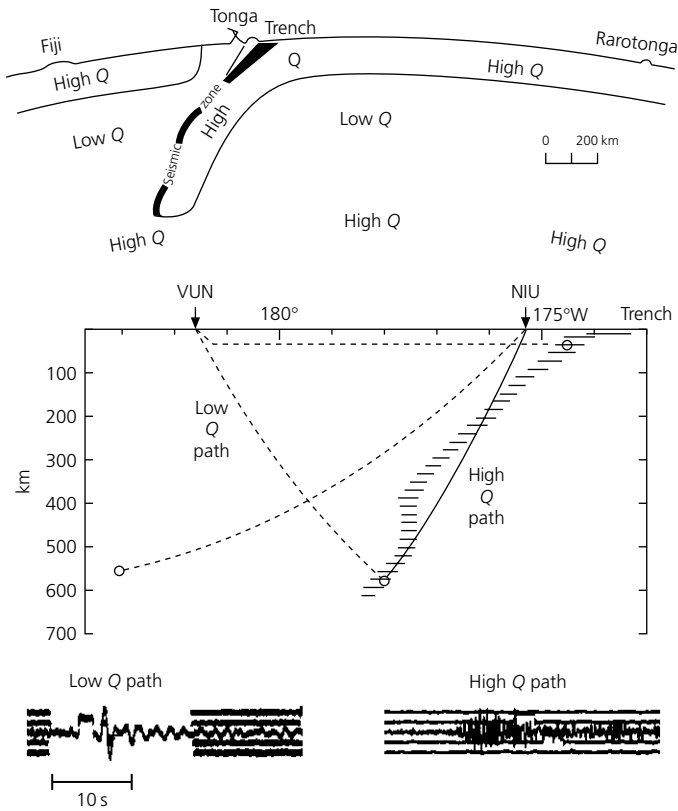 Tonga
Trench
Fiji
Rarotonga
High Q
Q
High Q
zone
High
Low Q
Low Q
Seismic
0 200 km
High Q
High Q
High Q
VUN
NIU
180°
175°W
Trench
100
200
300
400
500
600
700
km
Low
Q
path
High
Q
path
Low Q path
High Q path
10 s